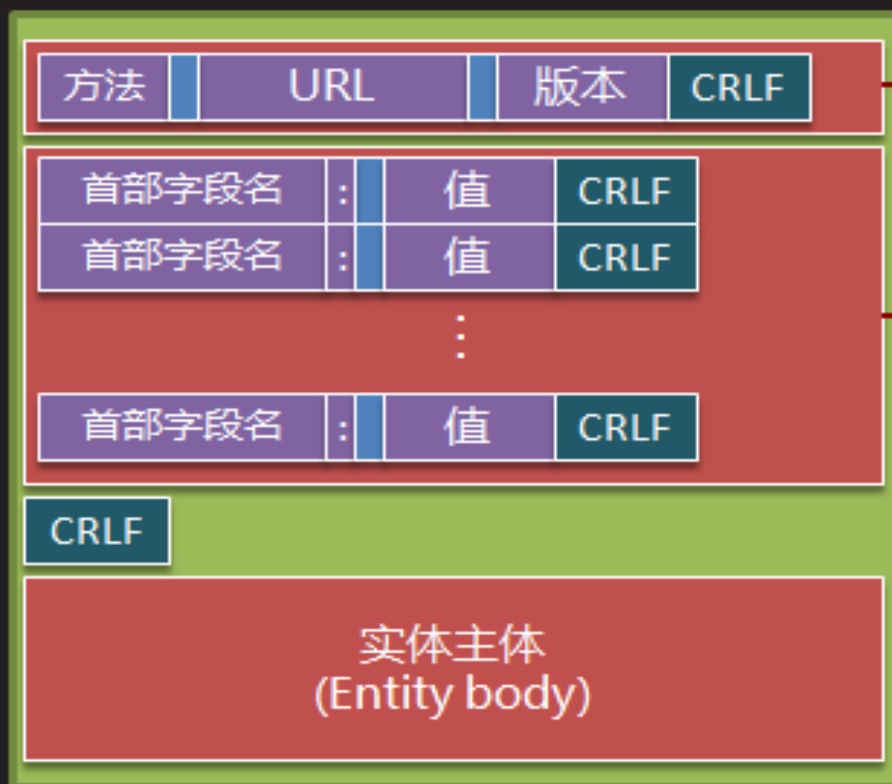 方法 URL 版本 CRLF
首部字段名 : 值 CRLF
首部字段名 : 值 CRLF
⋮
首部字段名 : 值 CRLF
CRLF
实体主体
(Entity body)